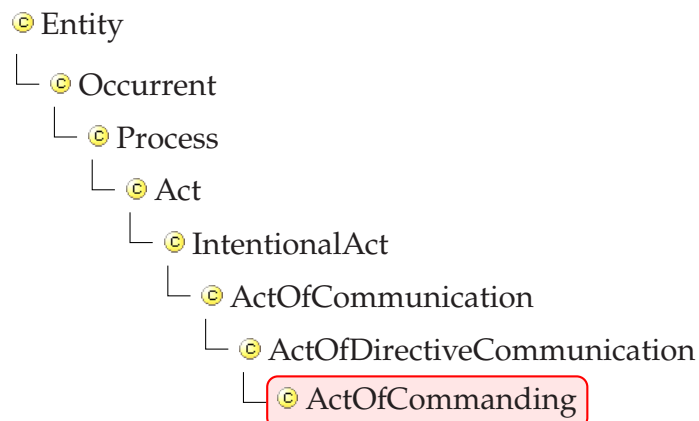 C Entity
C Occurrent
C Process
C Act
C IntentionalAct
C ActOfCommunication
C ActOfDirectiveCommunication
C ActOfCommanding